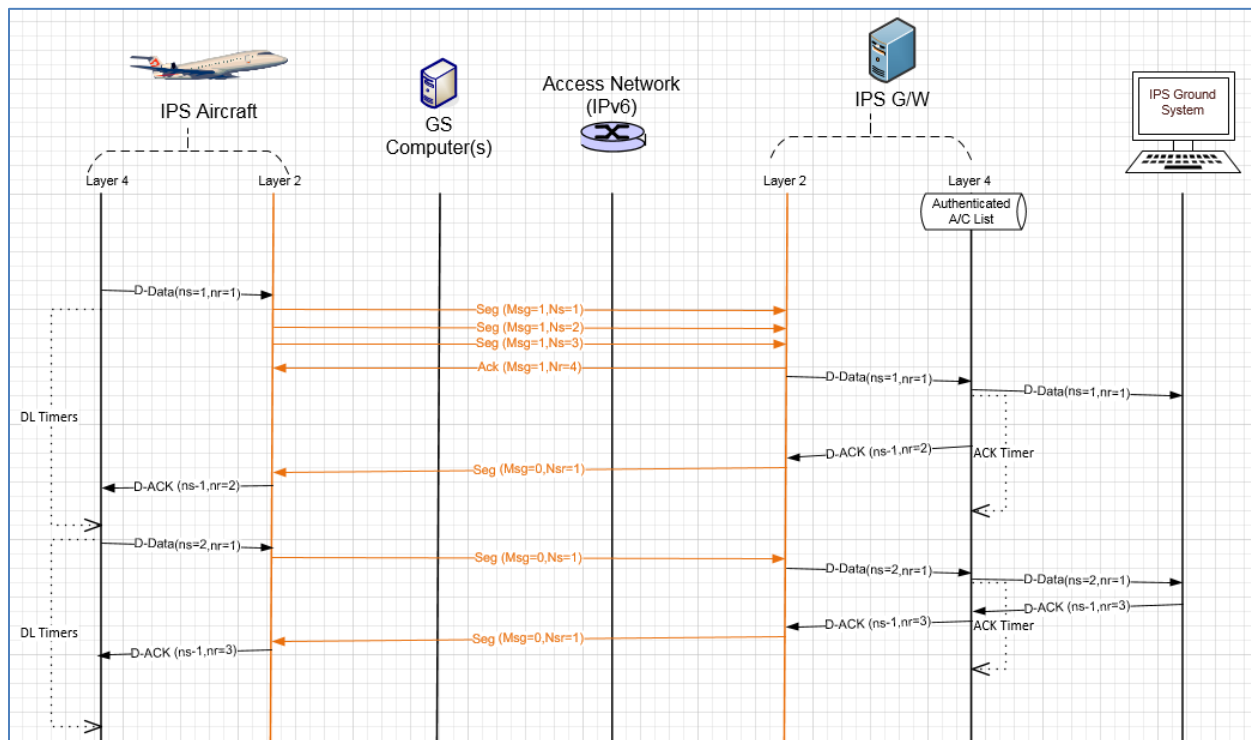 IPS Aircraft
GS
Computer(s)
Access Network
(IPv6)
IPS G/W
IPS Ground
System
Layer 4
Layer 2
Layer 2
Layer 4
Authenticated
A/C List
D-Data(ns=1,nr=1)
Seg (Msg=1,Ns=1)
Seg (Msg=1,Ns=2)
Seg (Msg=1,Ns=3)
Ack (Msg=1,Nr=4)
D-Data(ns=1,nr=1)
D-Data(ns=1,nr=1)
DL Timers
D-ACK (ns-1,nr=2)
ACK Timer
Seg (Msg=0,Nsr=1)
D-ACK (ns-1,nr=2)
D-Data(ns=2,nr=1)
Seg (Msg=0,Ns=1)
D-Data(ns=2,nr=1)
D-Data(ns=2,nr=1)
D-ACK (ns-1,nr=3)
D-ACK (ns-1,nr=3)
ACK Timer
DL Timers
Seg (Msg=0,Nsr=1)
D-ACK (ns-1,nr=3)